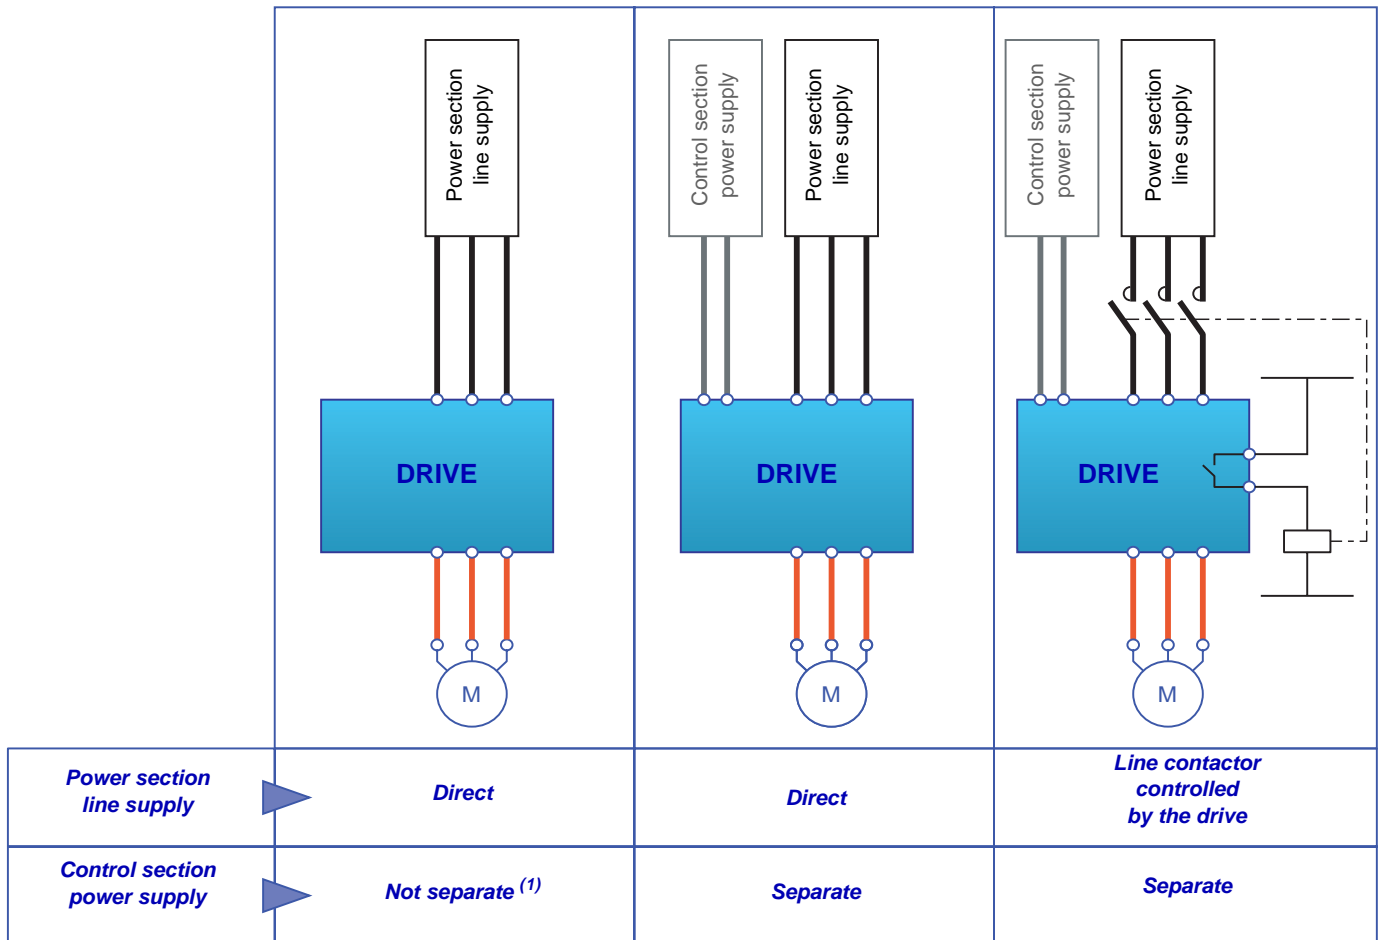 Power section
line supply
Control section
power supply
Power section
line supply
Control section
power supply
Power section
line supply
DRIVE
DRIVE
DRIVE
M
M
M
Power section
line supply
Direct
Direct
Line contactor
controlled
by the drive
Control section
power supply
Not separate (1)
Separate
Separate